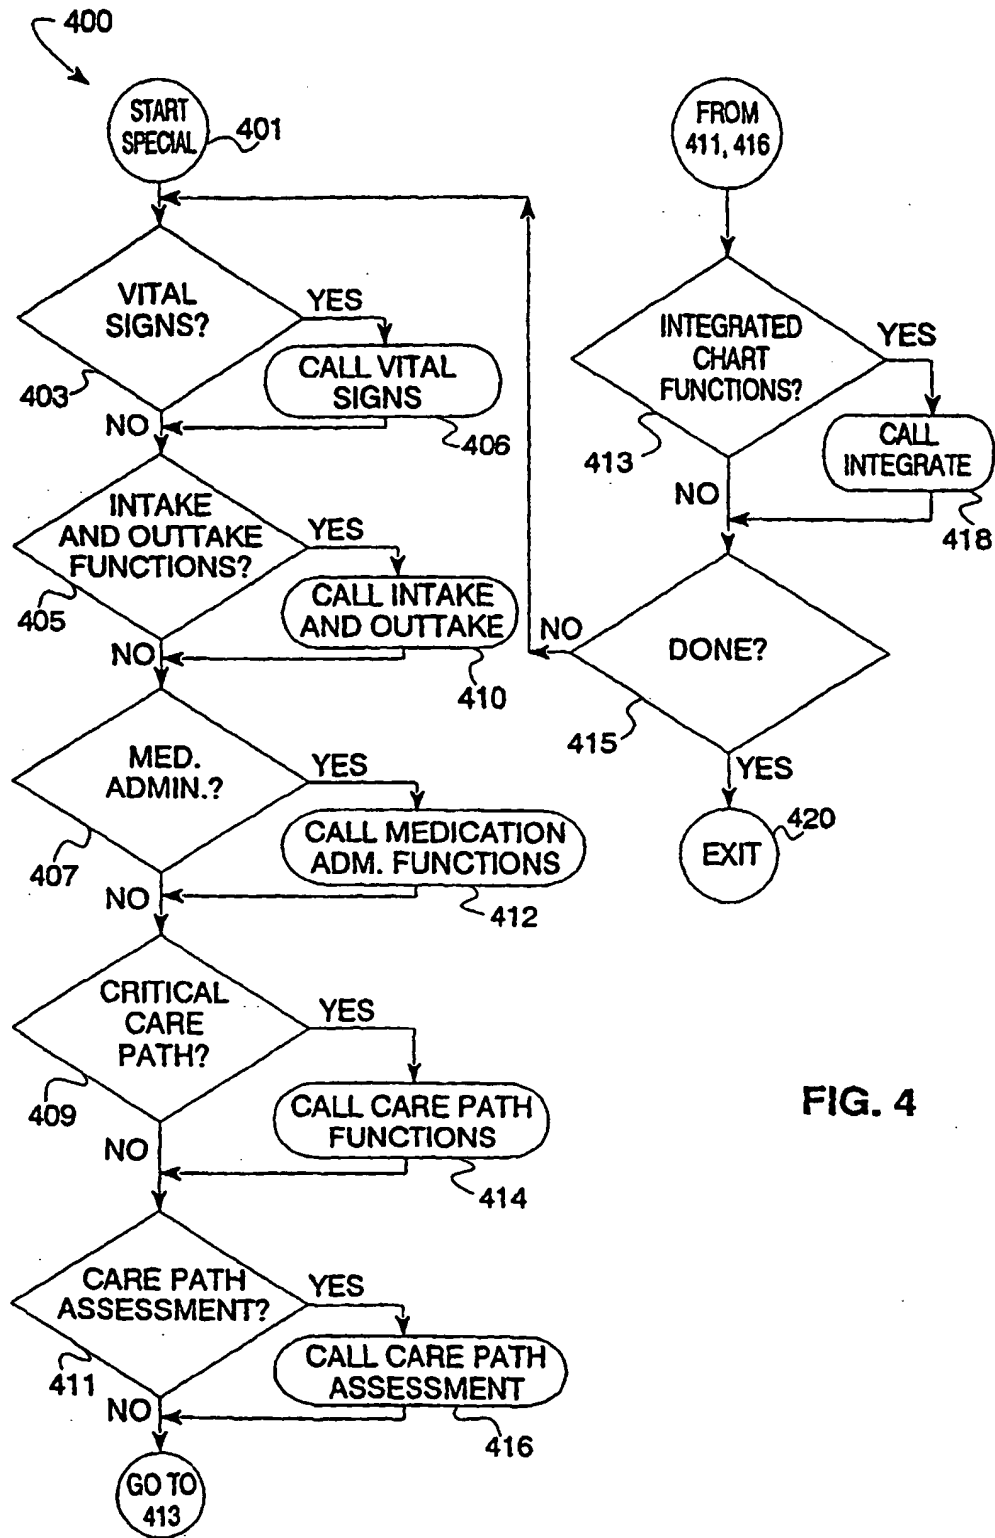 400
START
SPECIAL
401
VITAL
SIGNS?
YES
403
CALL VITAL
SIGNS
NO
406
INTAKE
AND OUTTAKE
FUNCTIONS?
YES
405
CALL INTAKE
AND OUTTAKE
NO
410
MED.
ADMIN.?
YES
407
CALL MEDICATION
ADM. FUNCTIONS
NO
412
CRITICAL
CARE
PATH?
YES
409
CALL CARE PATH
FUNCTIONS
NO
414
CARE PATH
ASSESSMENT?
YES
411
CALL CARE PATH
ASSESSMENT
NO
416
GO TO
413
FROM
411, 416
INTEGRATED
CHART
FUNCTIONS?
YES
413
CALL
INTEGRATE
NO
418
DONE?
NO
415
YES
420
EXIT
FIG. 4